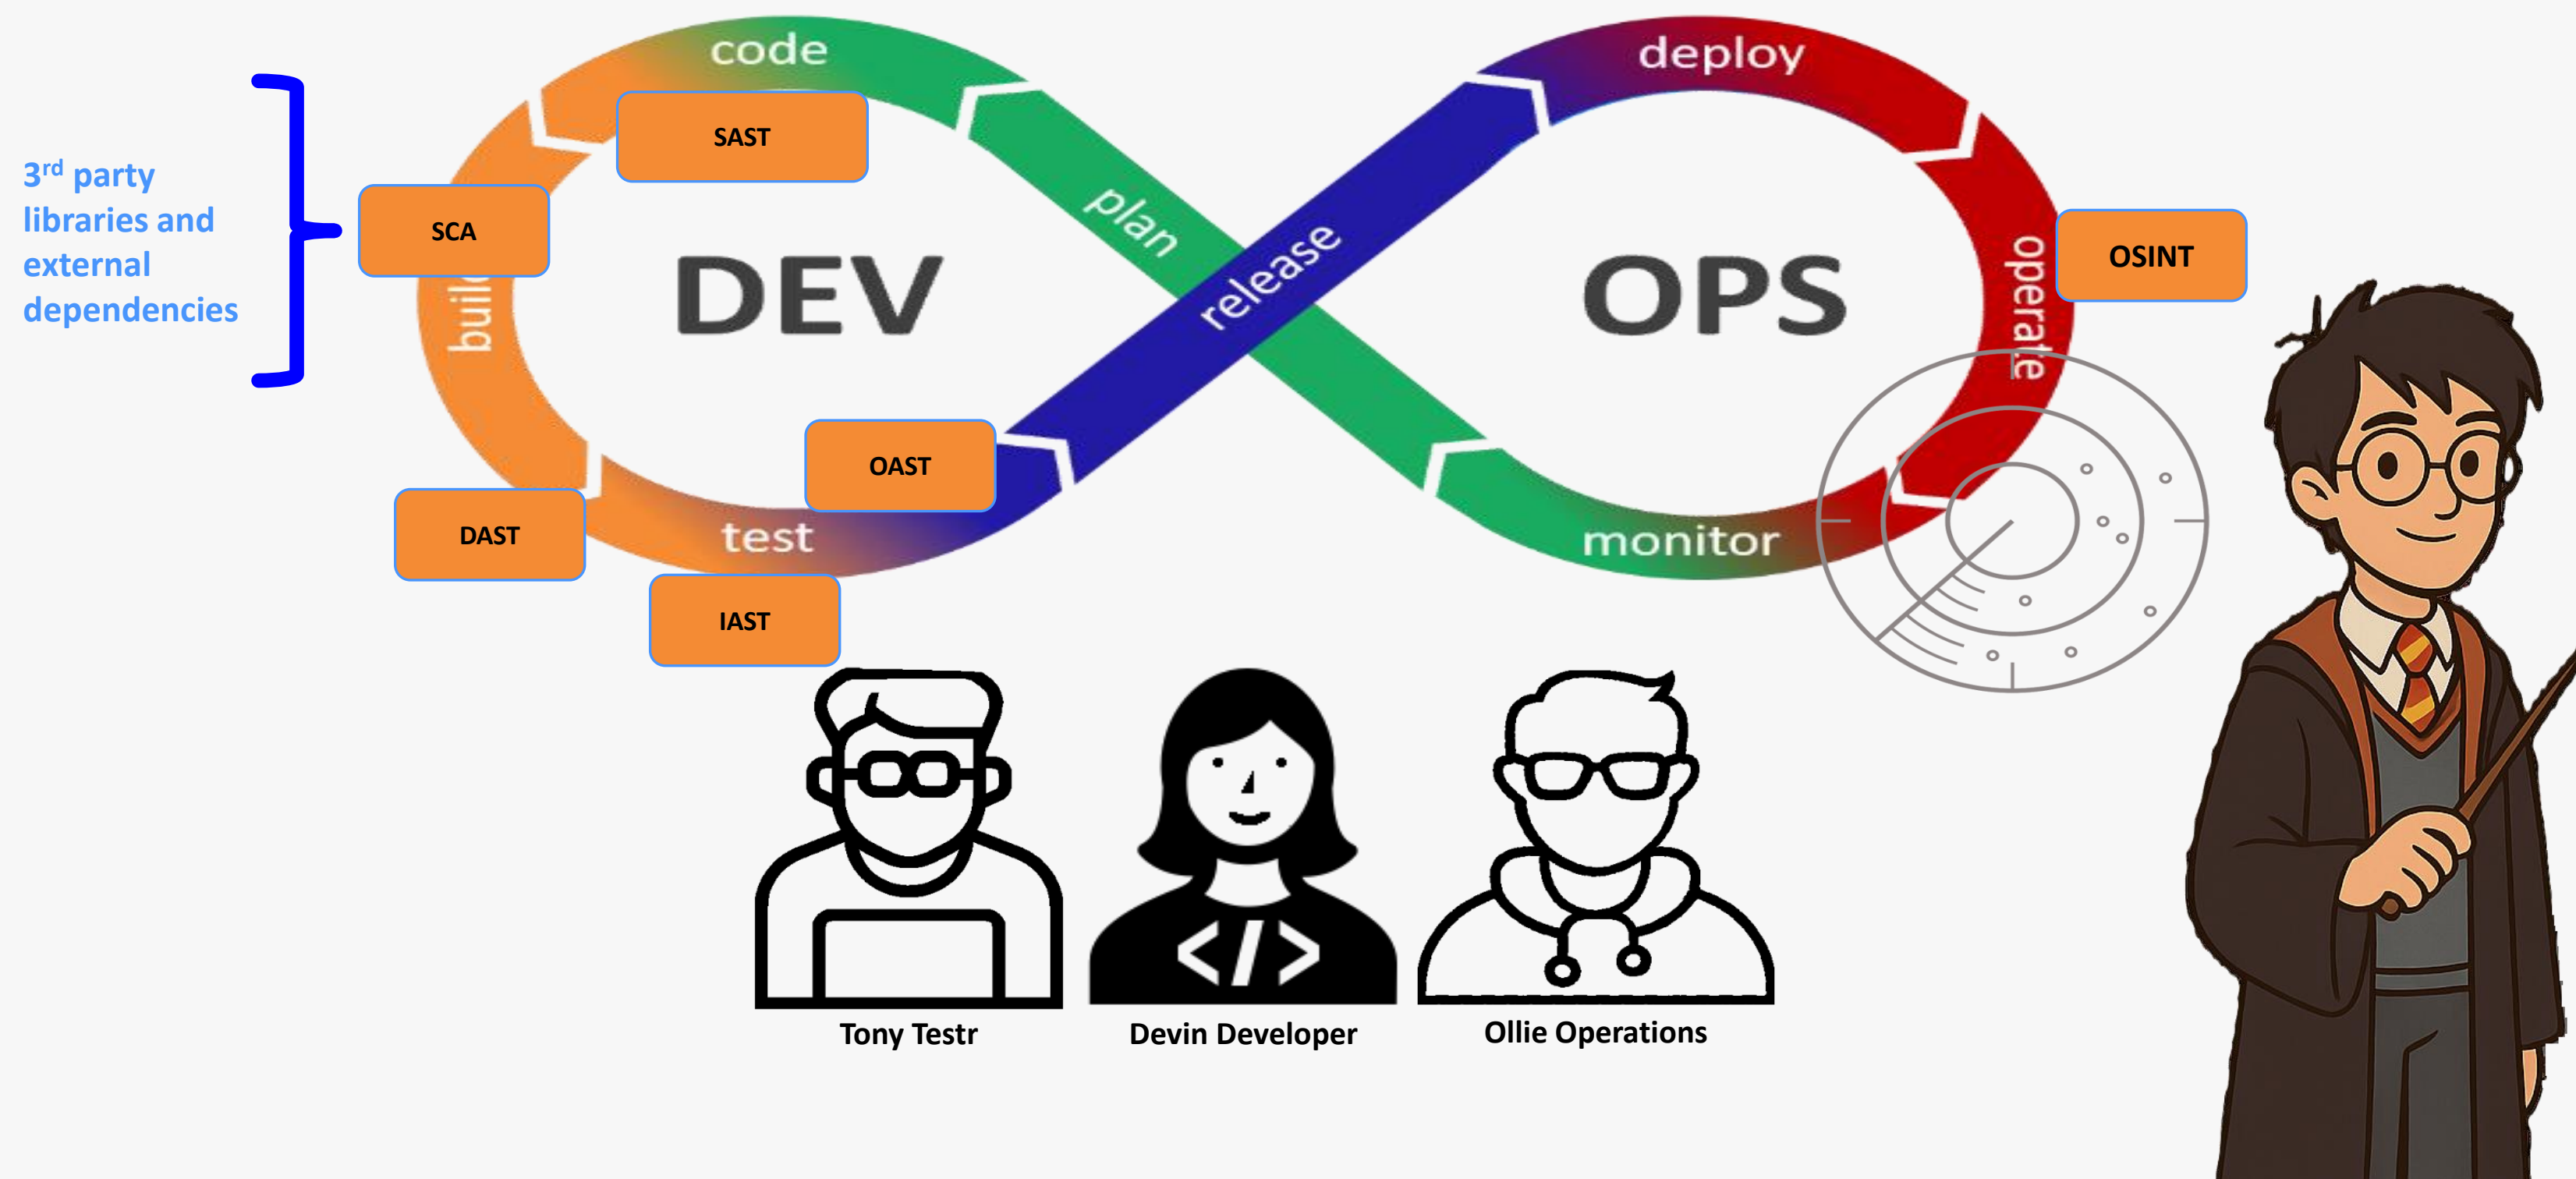 code
deploy
SAST
3rd party
libraries and
external
dependencies
SCA
plan
release
operate
OSINT
DEV
OPS
build
OAST
DAST
test
monitor
IAST
</>
Tony Testr
Devin Developer
Ollie Operations